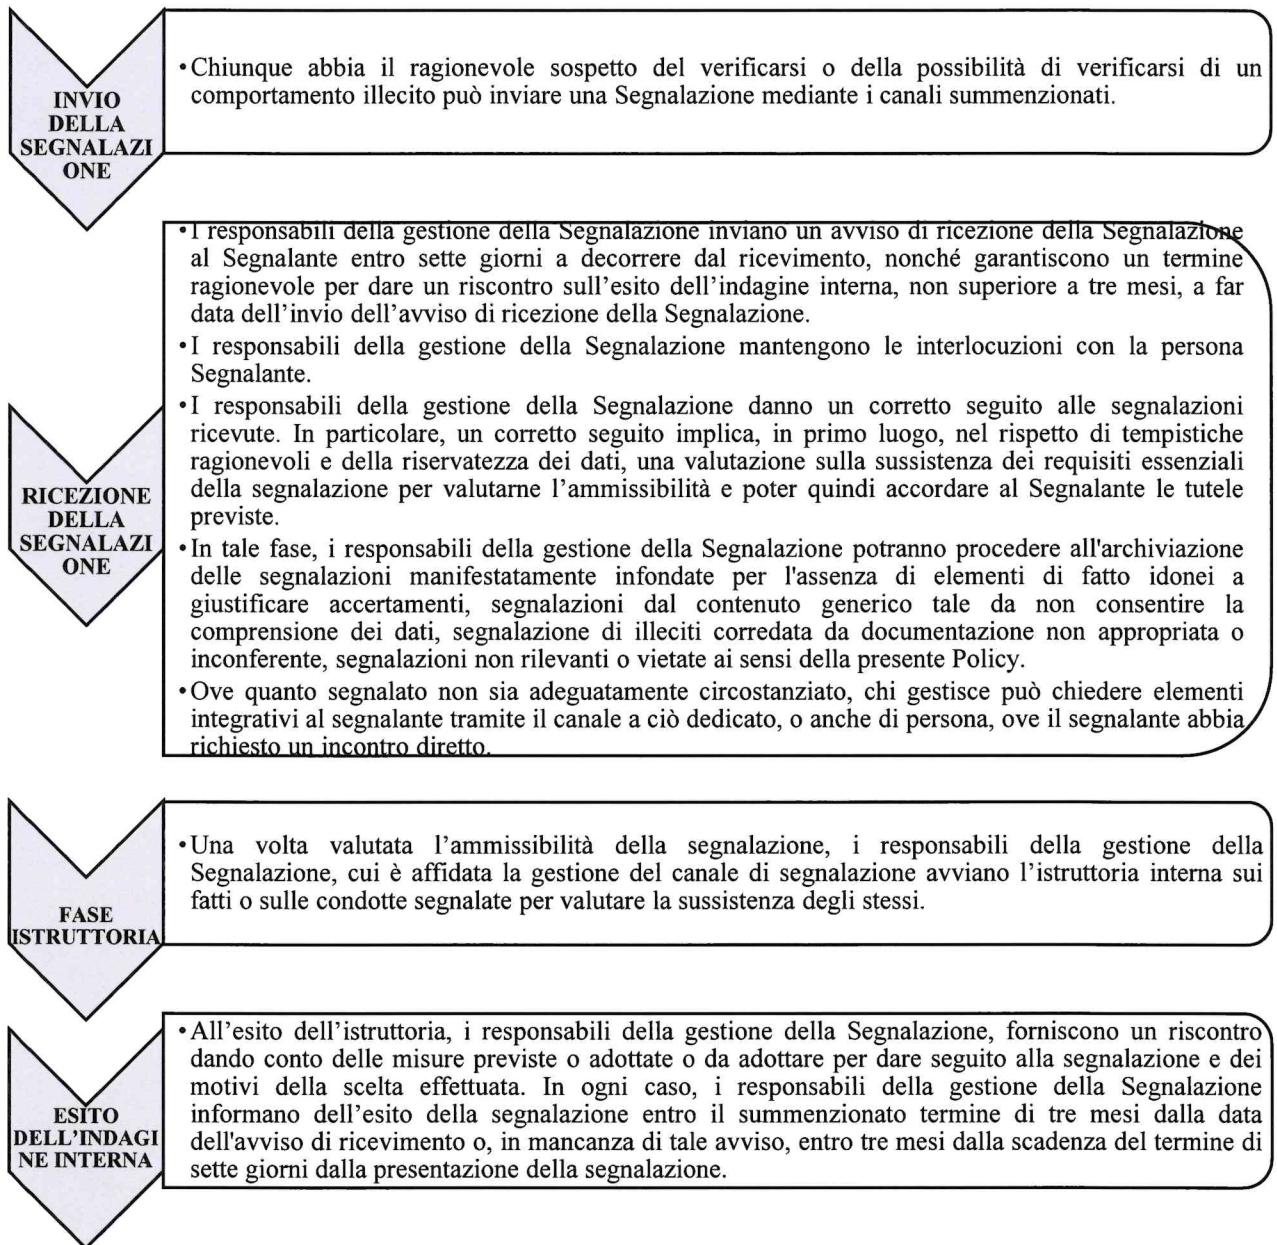 INVIO
DELLA
SEGNALAZI
ONE
•Chiunque abbia il ragionevole sospetto del verificarsi o della possibilità di verificarsi di un
comportamento illecito può inviare una Segnalazione mediante i canali summenzionati.
RICEZIONE
DELLA
SEGNALAZI
ONE
•I responsabili della gestione della Segnalazione inviano un avviso di ricezione della Segnalazione
al Segnalante entro sette giorni a decorrere dal ricevimento, nonché garantiscono un termine
ragionevole per dare un riscontro sull’esito dell’indagine interna, non superiore a tre mesi, a far
data dell’invio dell’avviso di ricezione della Segnalazione.
•I responsabili della gestione della Segnalazione mantengono le interlocuzioni con la persona
Segnalante.
•I responsabili della gestione della Segnalazione danno un corretto seguito alle segnalazioni
ricevute. In particolare, un corretto seguito implica, in primo luogo, nel rispetto di tempistiche
ragionevoli e della riservatezza dei dati, una valutazione sulla sussistenza dei requisiti essenziali
della segnalazione per valutarne l’ammissibilità e poter quindi accordare al Segnalante le tutele
previste.
•In tale fase, i responsabili della gestione della Segnalazione potranno procedere all'archiviazione
delle segnalazioni manifestatamente infondate per l'assenza di elementi di fatto idonei a
giustificare accertamenti, segnalazioni dal contenuto generico tale da non consentire la
comprensione dei dati, segnalazione di illeciti corredata da documentazione non appropriata o
inconferente, segnalazioni non rilevanti o vietate ai sensi della presente Policy.
•Ove quanto segnalato non sia adeguatamente circostanziato, chi gestisce può chiedere elementi
integrativi al segnalante tramite il canale a ciò dedicato, o anche di persona, ove il segnalante abbia
richiesto un incontro diretto.
FASE
ISTRUTTORIA
•Una volta valutata l’ammissibilità della segnalazione, i responsabili della gestione della
Segnalazione, cui è affidata la gestione del canale di segnalazione avviano l’istruttoria interna sui
fatti o sulle condotte segnalate per valutare la sussistenza degli stessi.
ESITO
DELL’INDAGI
NE INTERNA
•All’esito dell’istruttoria, i responsabili della gestione della Segnalazione, forniscono un riscontro
dando conto delle misure previste o adottate o da adottare per dare seguito alla segnalazione e dei
motivi della scelta effettuata. In ogni caso, i responsabili della gestione della Segnalazione
informano dell’esito della segnalazione entro il summenzionato termine di tre mesi dalla data
dell'avviso di ricevimento o, in mancanza di tale avviso, entro tre mesi dalla scadenza del termine di
sette giorni dalla presentazione della segnalazione.